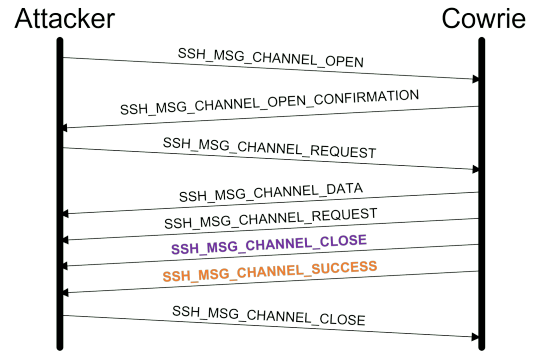 Attacker
Cowrie
SSH_MSG_CHANNEL_OPEN
SSH_MSG_CHANNEL_OPEN_CONFIRMATION
SSH_MSG_CHANNEL_REQUEST
SSH_MSG_CHANNEL_DATA
SSH_MSG_CHANNEL_REQUEST
SSH_MSG_CHANNEL_CLOSE
SSH_MSG_CHANNEL_SUCCESS
SSH_MSG_CHANNEL_CLOSE